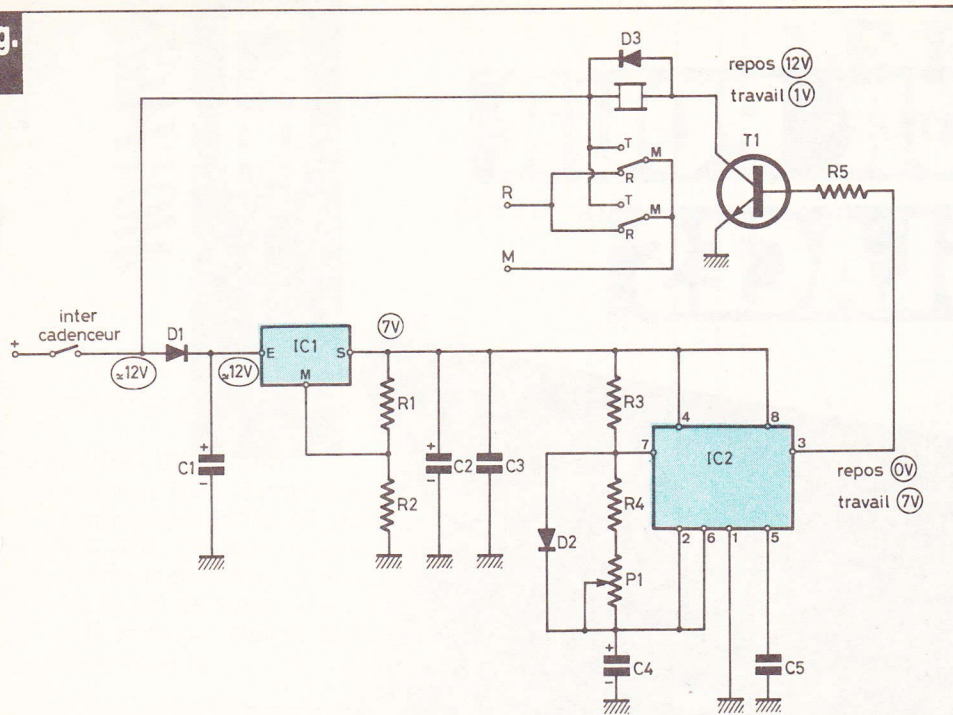 g.
D3
repos 12V
travail 1V
T1
R5
T
M
R
R
T
M
R
M
inter
cadenceur
D1
+
≈12V
≈12V
E
IC1
S
M
7V
R1
R2
C1
+
-
C2
+
-
C3
R3
4
8
7
IC2
3
repos 0V
travail 7V
R4
D2
P1
2
6
1
5
+
-
C4
C5